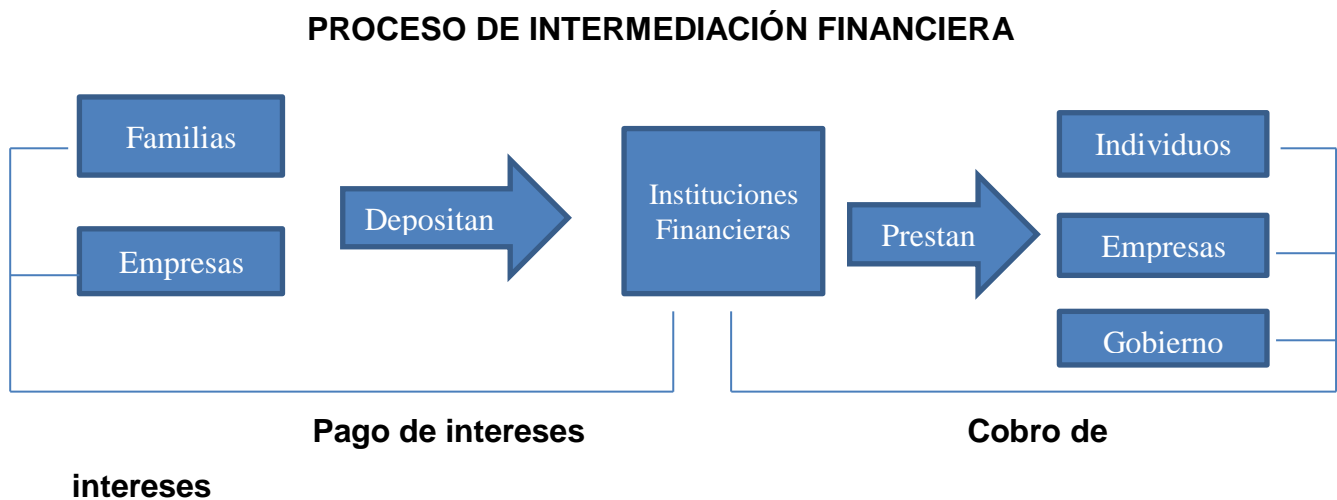 PROCESO DE INTERMEDIACIÓN FINANCIERA
Familias
Empresas
Depositan
Instituciones
Financieras
Prestan
Individuos
Empresas
Gobierno
Pago de intereses
Cobro de
intereses